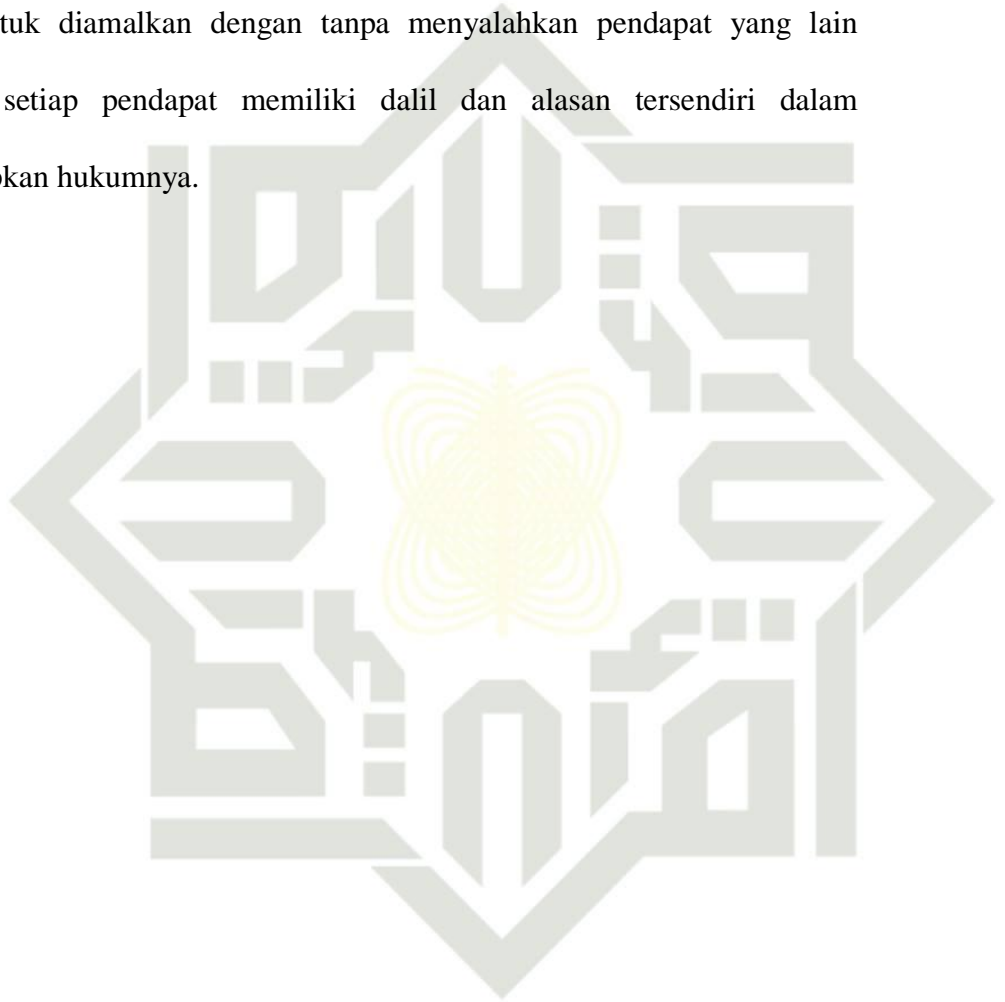 tuk diamalkan dengan tanpa menyalahkan pendapat yang lain
setiap pendapat memiliki dalil dan alasan tersendiri dalam
kan hukumnya.